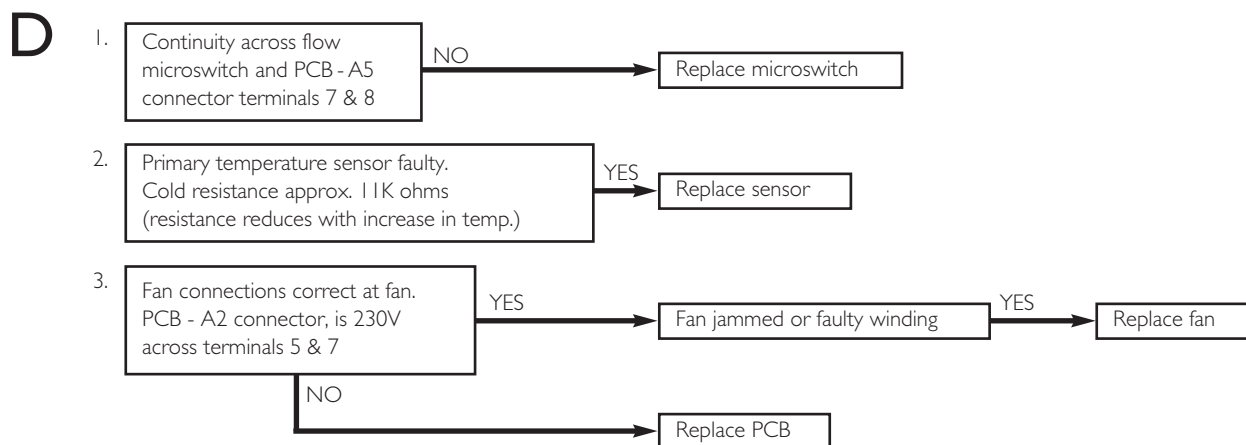 D
1. Continuity across flow
microswitch and PCB - A5
connector terminals 7 & 8
NO
Replace microswitch
2. Primary temperature sensor faulty.
Cold resistance approx. 11K ohms
(resistance reduces with increase in temp.)
YES
Replace sensor
3. Fan connections correct at fan.
PCB - A2 connector, is 230V
across terminals 5 & 7
YES
Fan jammed or faulty winding
YES
Replace fan
NO
Replace PCB